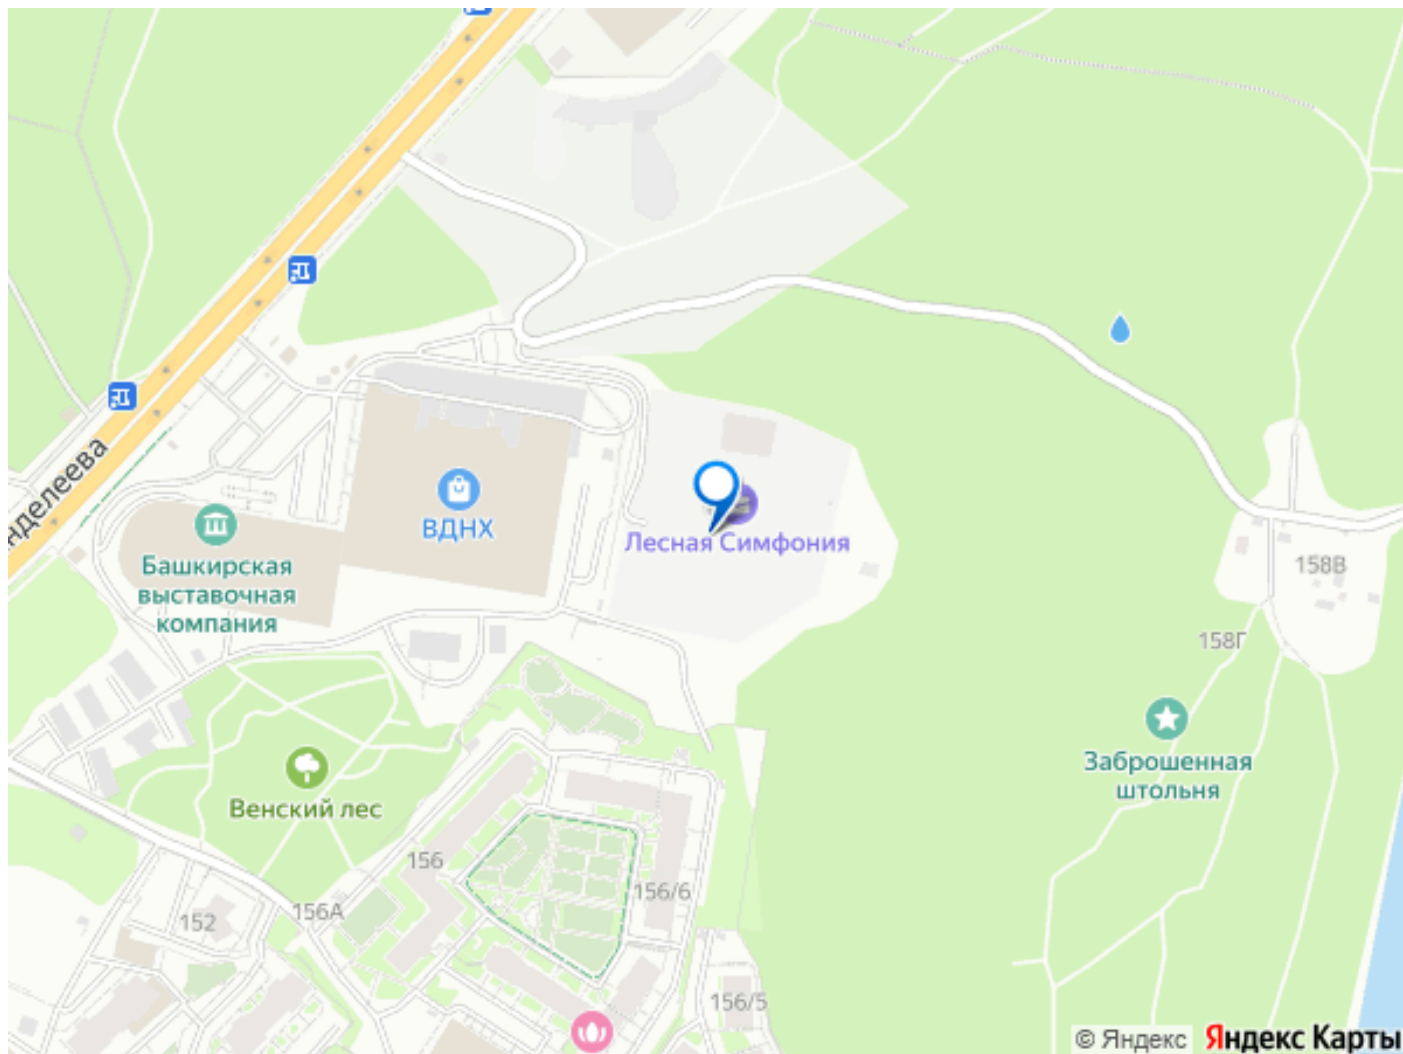 нделеева
ВДНХ
Башкирская
выставочная
компания
Лесная Симфония
158В
158Г
Заброшенная
штольня
Венский лес
156
156/6
156А
152
156/5
© Яндекс Яндекс Карты